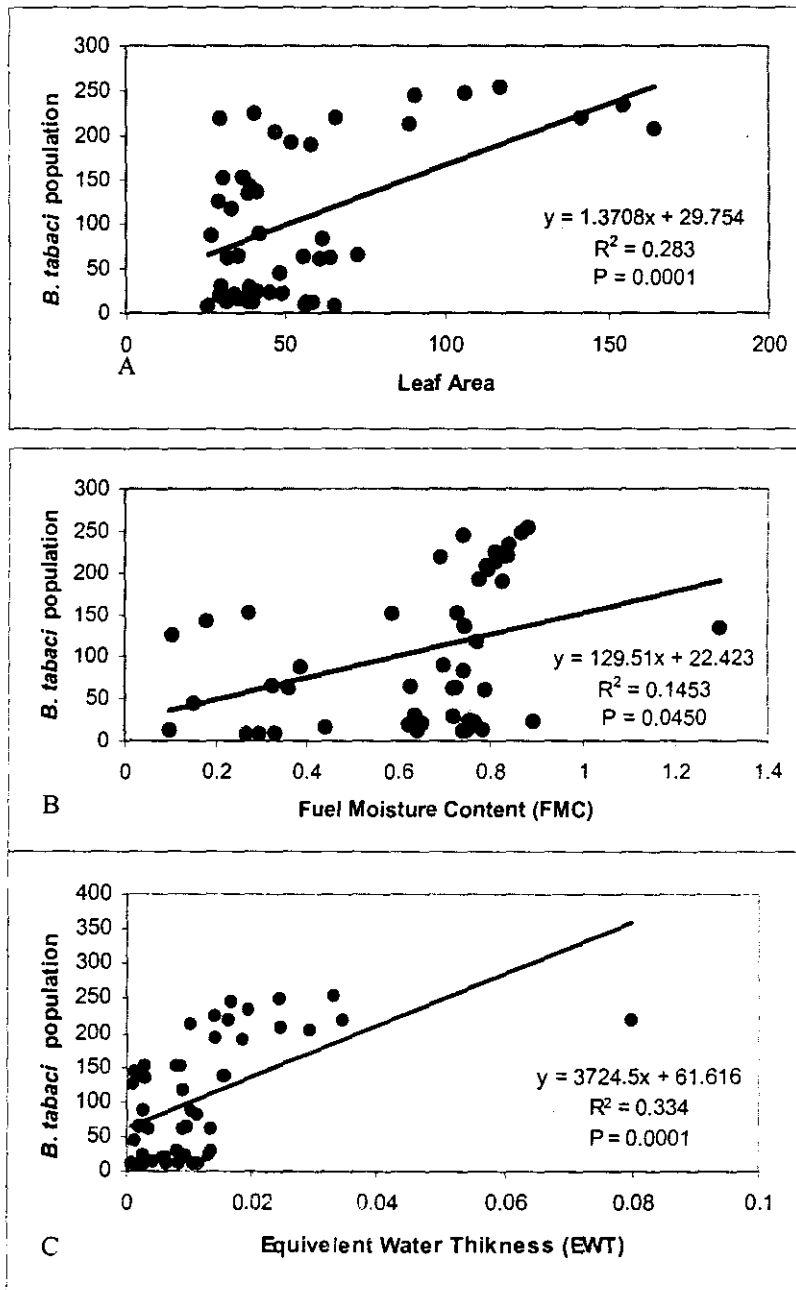 300
250
200
150
100
50
0
B. tabaci population
y = 1.3708x + 29.754
R² = 0.283
P = 0.0001
0 50 100 150 200
A
Leaf Area
300
250
200
150
100
50
0
B. tabaci population
y = 129.51x + 22.423
R² = 0.1453
P = 0.0450
0 0.2 0.4 0.6 0.8 1 1.2 1.4
B
Fuel Moisture Content (FMC)
400
350
300
250
200
150
100
50
0
B. tabaci population
y = 3724.5x + 61.616
R² = 0.334
P = 0.0001
0 0.02 0.04 0.06 0.08 0.1
C
Equivelent Water Thikness (EWT)